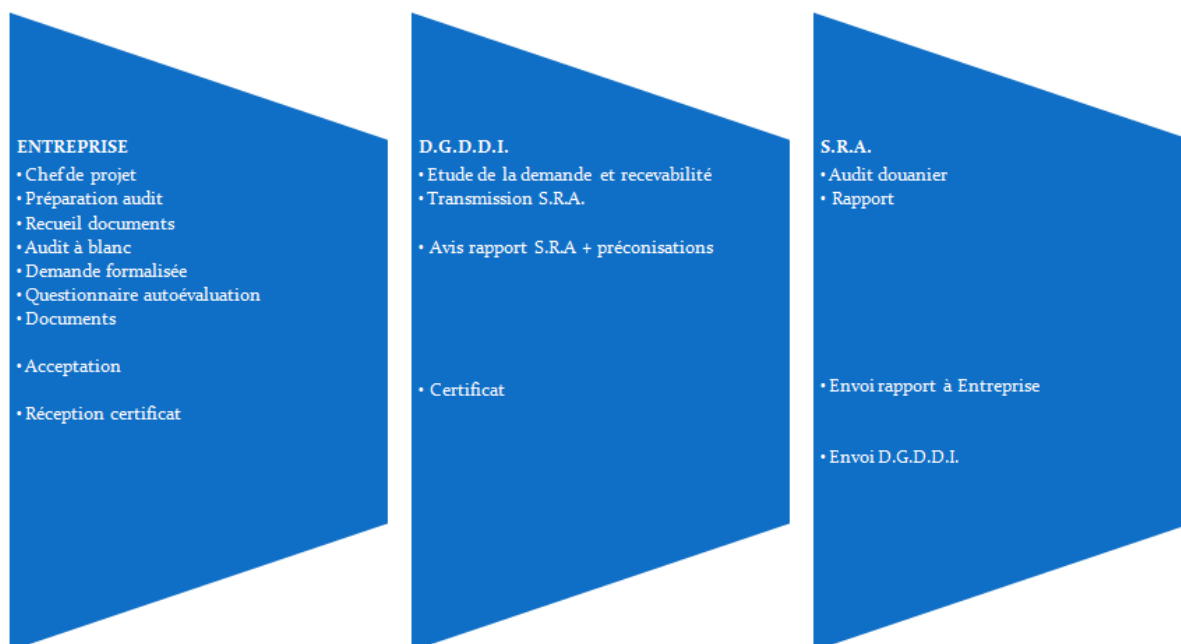 ENTREPRISE
• Chef de projet
• Préparation audit
• Recueil documents
• Audit à blanc
• Demande formalisée
• Questionnaire autoévaluation
• Documents
• Acceptation
• Réception certificat
D.G.D.D.I.
• Etude de la demande et recevabilité
• Transmission S.R.A.
• Avis rapport S.R.A + préconisations
• Certificat
S.R.A.
• Audit douanier
• Rapport
• Envoi rapport à Entreprise
• Envoi D.G.D.D.I.